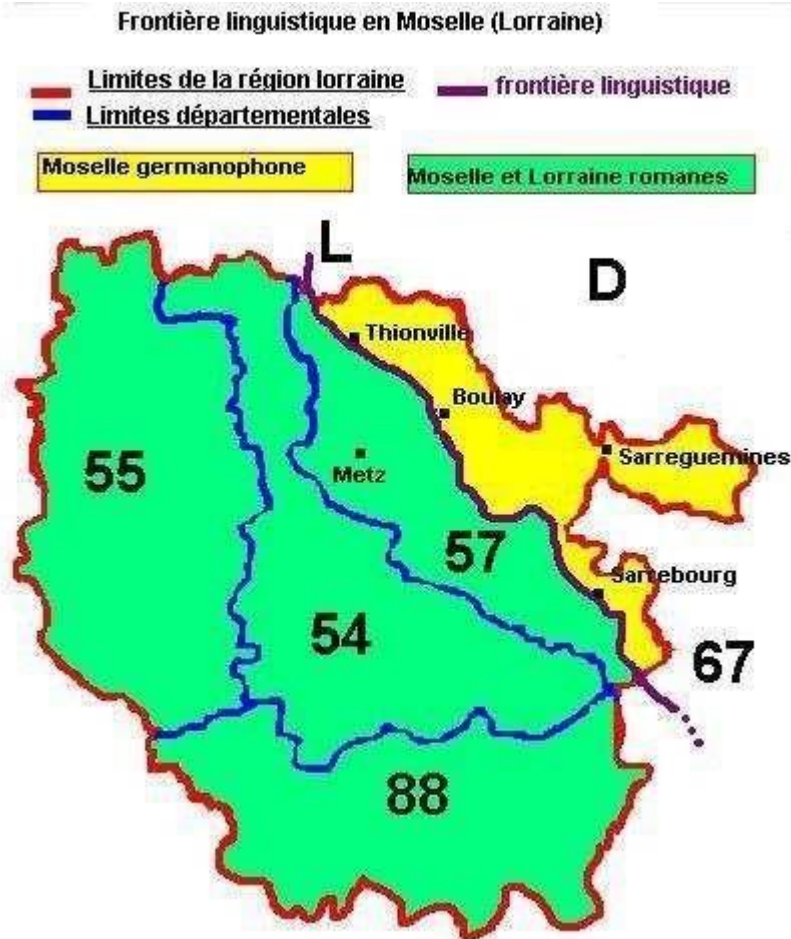 Frontière linguistique en Moselle (Lorraine)
Limites de la région lorraine
frontière linguistique
Limites départementales
Moselle germanophone
Moselle et Lorraine romanes
L
D
Thionville
Boulay
Sarreguemines
55
Metz
57
Sarrebourg
54
67
88